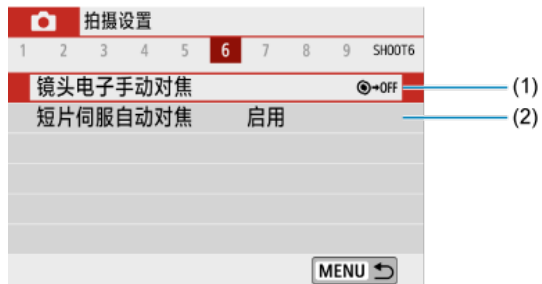 拍摄设置
1 2 3 4 5 6 7 8 9 SHOOT6
镜头电子手动对焦 →OFF (1)
短片伺服自动对焦 启用 (2)
MENU